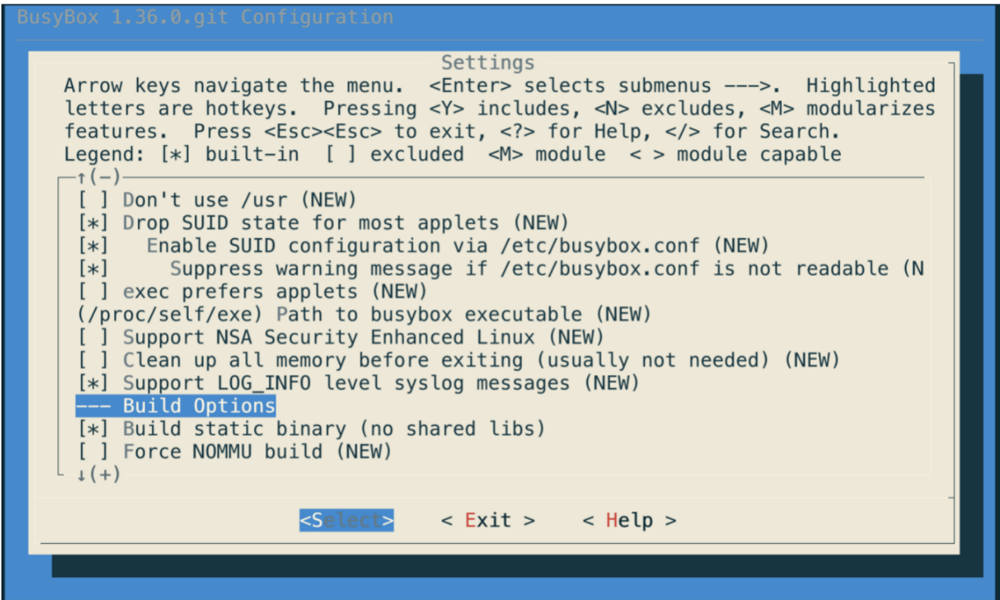 BusyBox 1.36.0.git Configuration
Settings
Arrow keys navigate the menu.  <Enter> selects submenus --->.  Highlighted
letters are hotkeys.  Pressing <Y> includes, <N> excludes, <M> modularizes
features.  Press <Esc><Esc> to exit, <?> for Help, </> for Search.
Legend: [*] built-in  [ ] excluded  <M> module  < > module capable
↑(-)
[ ] Don't use /usr (NEW)
[*] Drop SUID state for most applets (NEW)
[*]   Enable SUID configuration via /etc/busybox.conf (NEW)
[*]     Suppress warning message if /etc/busybox.conf is not readable (N
[ ] exec prefers applets (NEW)
(/proc/self/exe) Path to busybox executable (NEW)
[ ] Support NSA Security Enhanced Linux (NEW)
[ ] Clean up all memory before exiting (usually not needed) (NEW)
[*] Support LOG_INFO level syslog messages (NEW)
--- Build Options
[*] Build static binary (no shared libs)
[ ] Force NOMMU build (NEW)
↓(+)
<Select>    < Exit >    < Help >